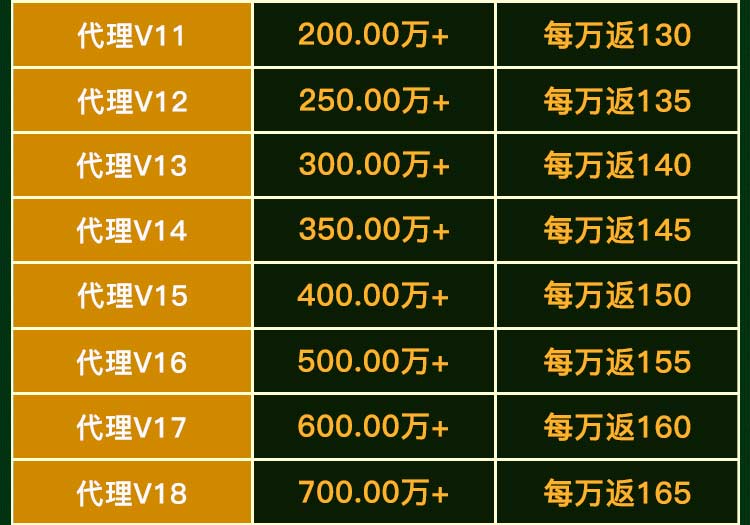 代理V11 200.00万+ 每万返130
代理V12 250.00万+ 每万返135
代理V13 300.00万+ 每万返140
代理V14 350.00万+ 每万返145
代理V15 400.00万+ 每万返150
代理V16 500.00万+ 每万返155
代理V17 600.00万+ 每万返160
代理V18 700.00万+ 每万返165